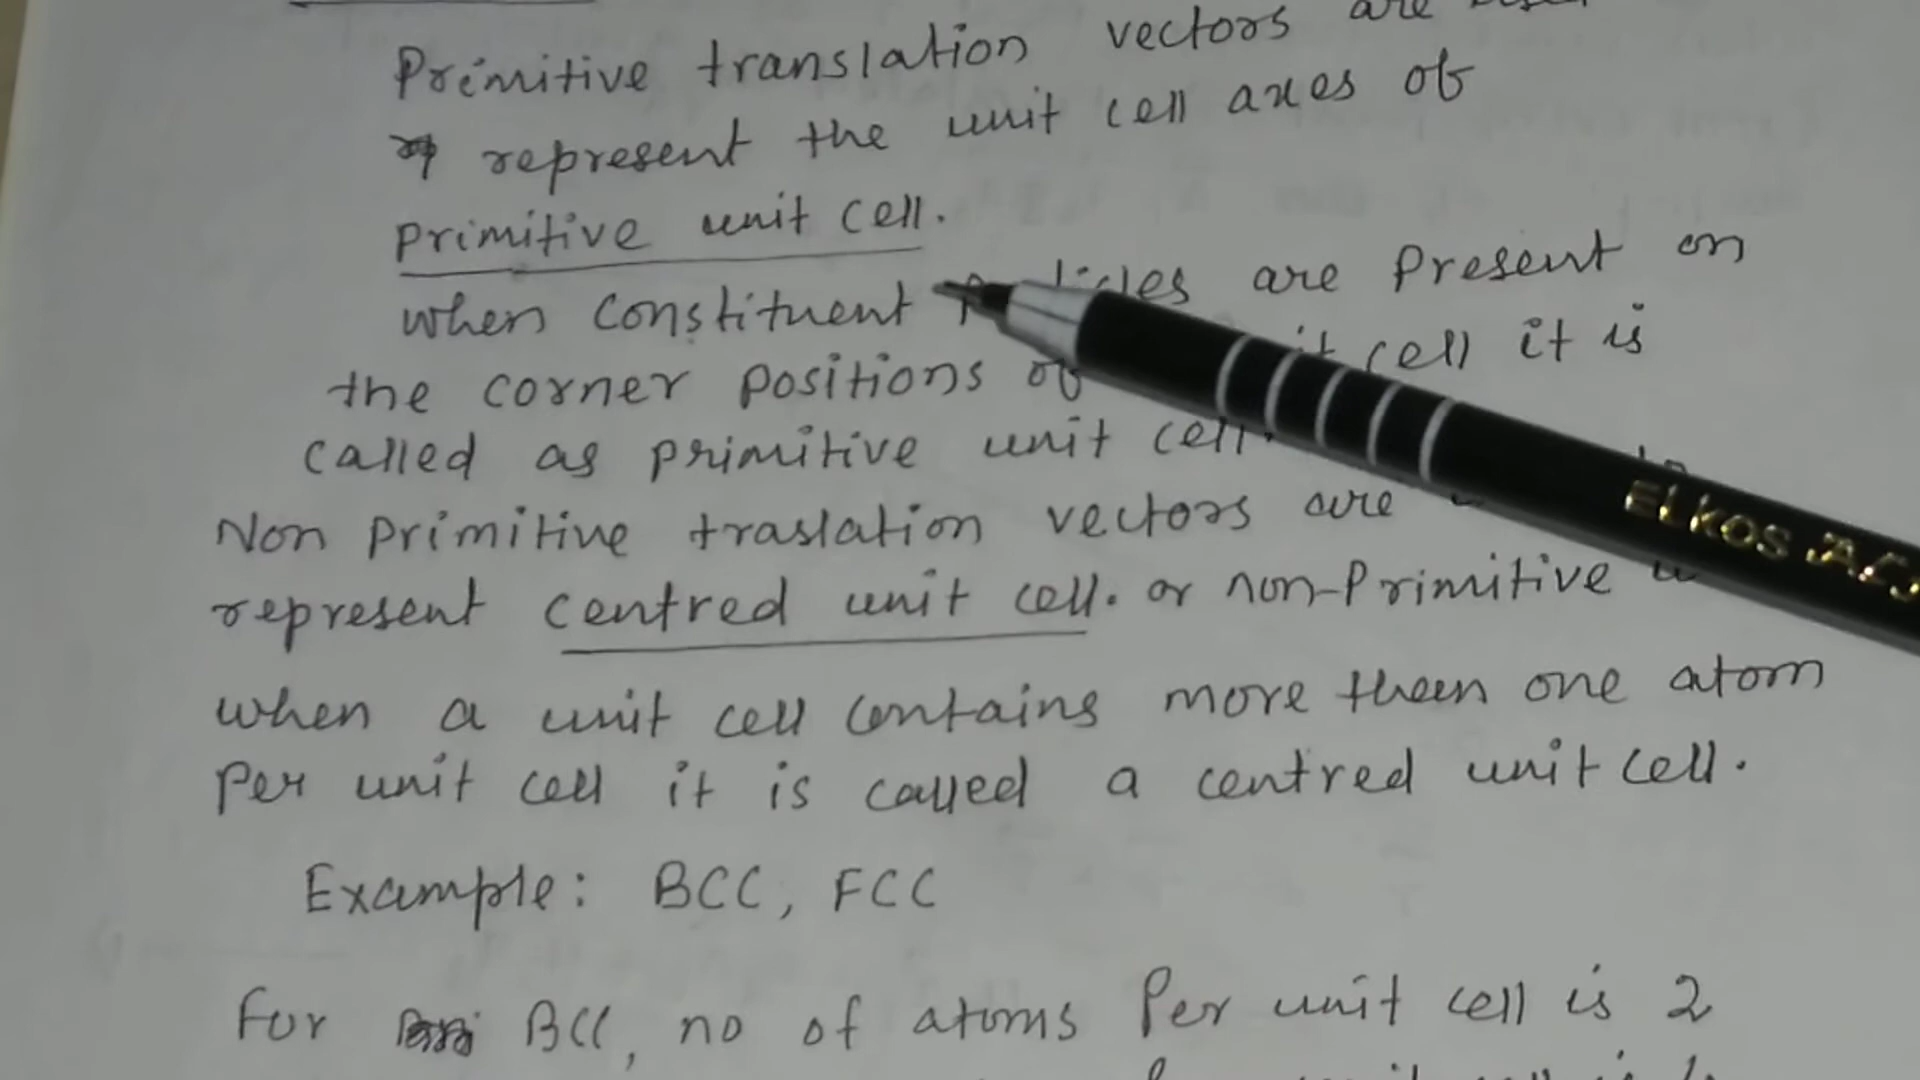 Primitive translation vectors are
represent the unit cell axes of
primitive unit cell.
when constituent are present on
the corner positions of cell it is
called as primitive unit cell.
Non primitive traslation vectors are
represent centred unit cell. or non-primitive
when a unit cell contains more than one atom
per unit cell it is called a centred unit cell.
Example: BCC, FCC
For BCC, no of atoms per unit cell is 2
ELKOS